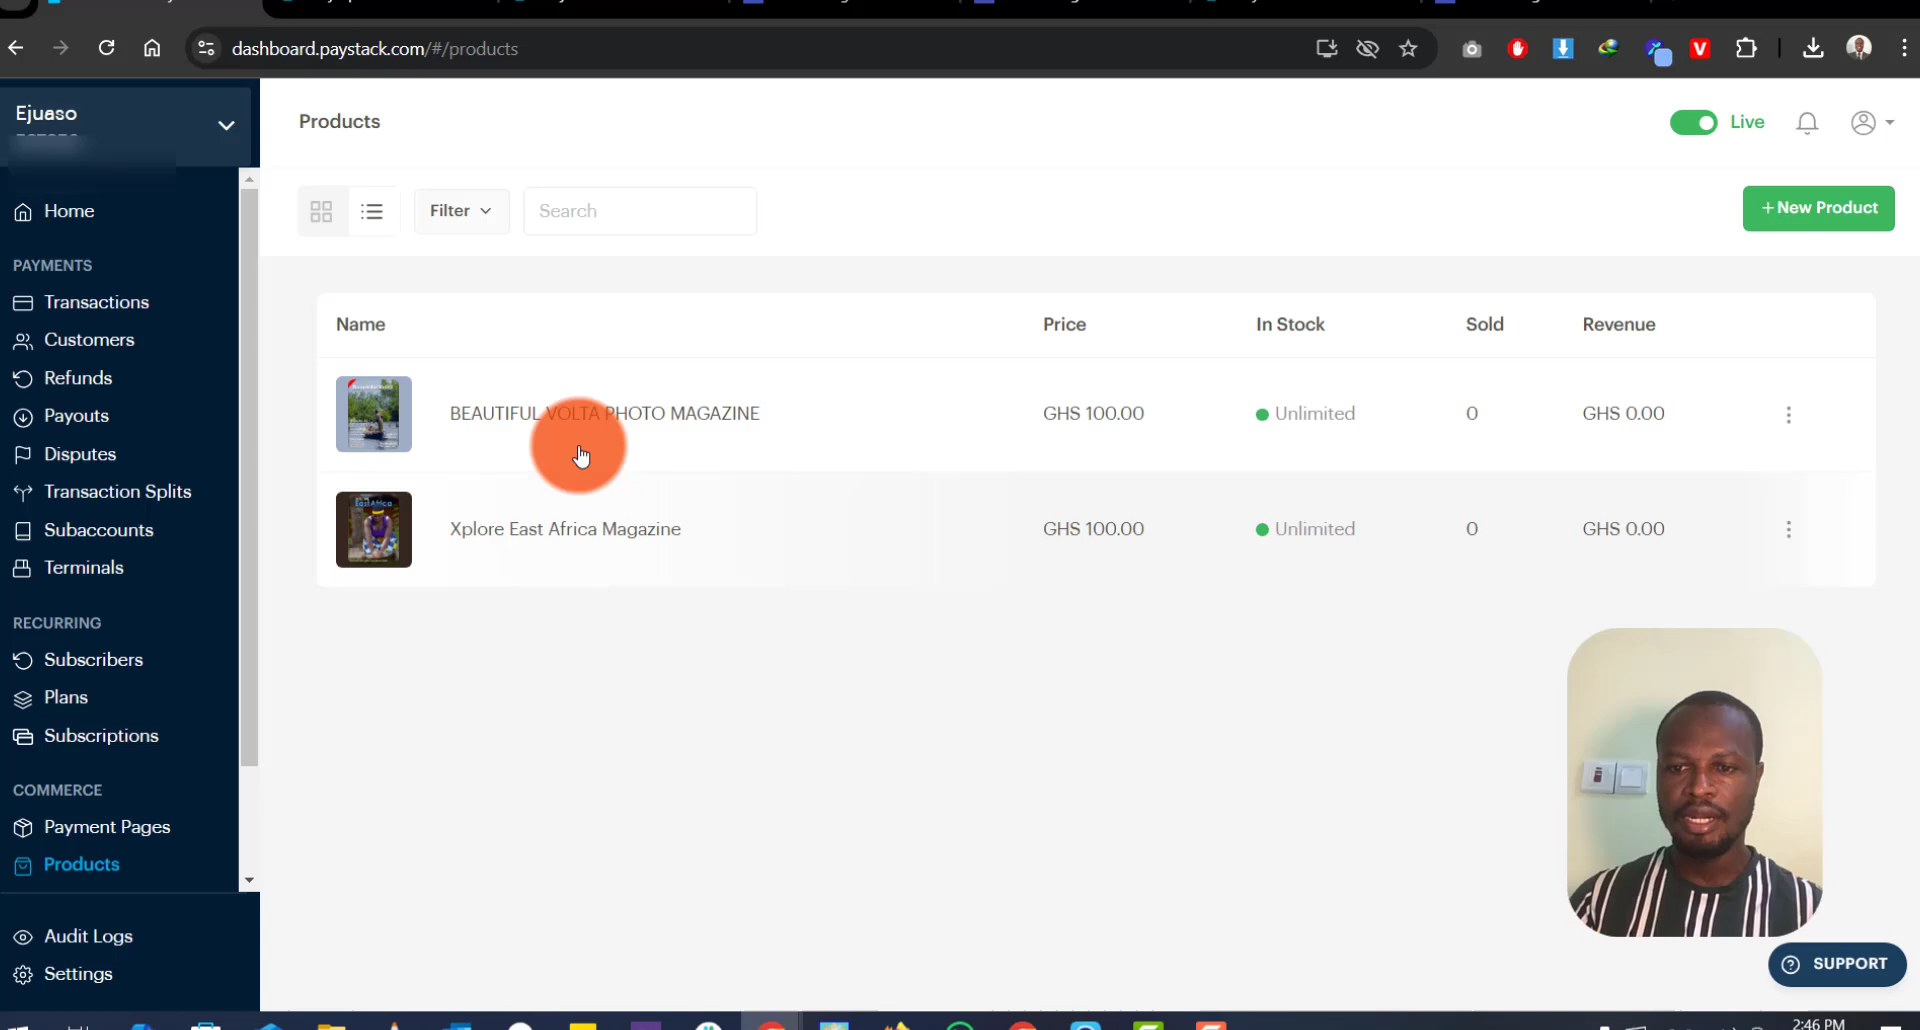 dashboard.paystack.com/#/products
Ejuaso
Products
Live
Home
Filter
Search
+ New Product
PAYMENTS
Transactions
Customers
Refunds
Payouts
Disputes
Transaction Splits
Subaccounts
Terminals
RECURRING
Subscribers
Plans
Subscriptions
COMMERCE
Payment Pages
Products
Audit Logs
Settings
Name Price In Stock Sold Revenue
BEAUTIFUL VOLTA PHOTO MAGAZINE GHS 100.00 Unlimited 0 GHS 0.00
East Africa
Xplore East Africa Magazine GHS 100.00 Unlimited 0 GHS 0.00
SUPPORT
2:46 PM